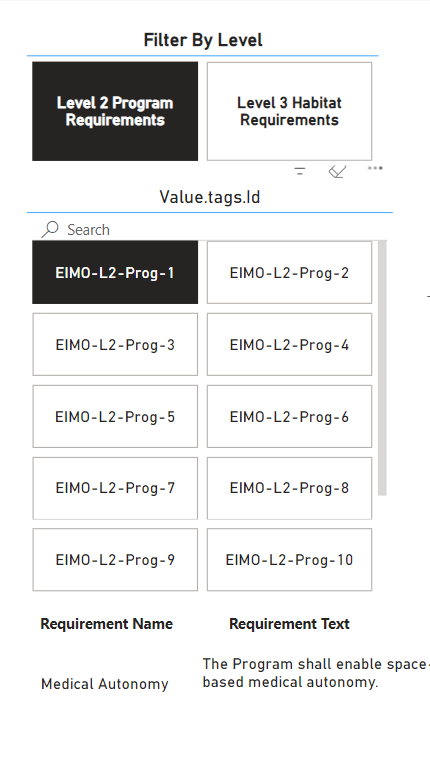 Filter By Level
Level 2 Program
Requirements
Level 3 Habitat
Requirements
Value.tags.Id
Search
EIMO-L2-Prog-1
EIMO-L2-Prog-2
EIMO-L2-Prog-3
EIMO-L2-Prog-4
EIMO-L2-Prog-5
EIMO-L2-Prog-6
EIMO-L2-Prog-7
EIMO-L2-Prog-8
EIMO-L2-Prog-9
EIMO-L2-Prog-10
Requirement Name
Requirement Text
Medical Autonomy
The Program shall enable space-
based medical autonomy.